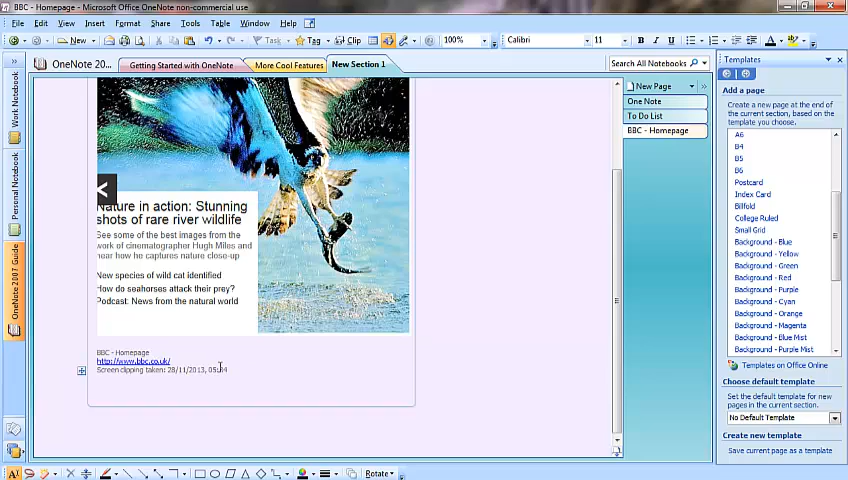 BBC - Homepage - Microsoft Office OneNote non-commercial use
File Edit View Insert Format Share Tools Table Window Help
New Task Tag Clip 100% Calibri 11 B I U
OneNote 20... Getting Started with OneNote More Cool Features New Section 1 Search All Notebooks
Work Notebook
Personal Notebook
OneNote 2007 Guide
Nature in action: Stunning
shots of rare river wildlife
See some of the best images from the
work of cinematographer Hugh Miles and
hear how he captures nature close-up
New species of wild cat identified
How do seahorses attack their prey?
Podcast: News from the natural world
BBC - Homepage
http://www.bbc.co.uk/
Screen clipping taken: 28/11/2013, 05:34
New Page
One Note
To Do List
BBC - Homepage
Templates
Add a page
Create a new page at the end of
the current section, based on the
template you choose.
A6
B4
B5
B6
Postcard
Index Card
Billfold
College Ruled
Small Grid
Background - Blue
Background - Yellow
Background - Green
Background - Red
Background - Purple
Background - Cyan
Background - Orange
Background - Magenta
Background - Blue Mist
Background - Purple Mist
Templates on Office Online
Choose default template
Set the default template for new
pages in the current section.
No Default Template
Create new template
Save current page as a template
Rotate